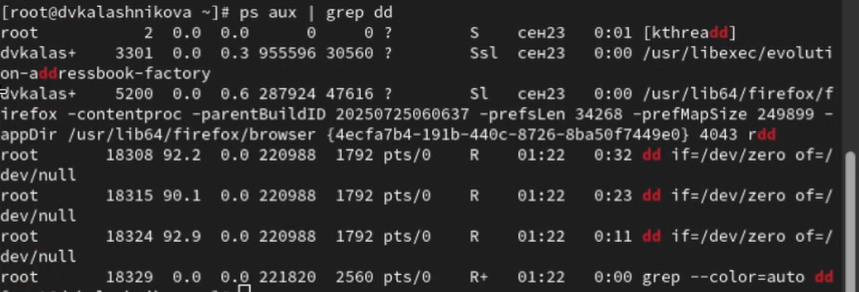 [root@dvkalashnikova ~]# ps aux | grep dd
root           2  0.0  0.0      0     0 ?        S    сен23   0:01 [kthreadd]
dvkalas+    3301  0.0  0.3 955596 30560 ?        Ssl  сен23   0:00 /usr/libexec/evoluti
on-addressbook-factory
dvkalas+    5200  0.0  0.6 287924 47616 ?        Sl   сен23   0:00 /usr/lib64/firefox/f
irefox -contentproc -parentBuildID 20250725060637 -prefsLen 34268 -prefMapSize 249899 -
appDir /usr/lib64/firefox/browser {4ecfa7b4-191b-440c-8726-8ba50f7449e0} 4043 rdd
root       18308 92.2  0.0 220988  1792 pts/0    R    01:22   0:32 dd if=/dev/zero of=/
dev/null
root       18315 90.1  0.0 220988  1792 pts/0    R    01:22   0:23 dd if=/dev/zero of=/
dev/null
root       18324 92.9  0.0 220988  1792 pts/0    R    01:22   0:11 dd if=/dev/zero of=/
dev/null
root       18329  0.0  0.0 221820  2560 pts/0    R+   01:22   0:00 grep --color=auto dd